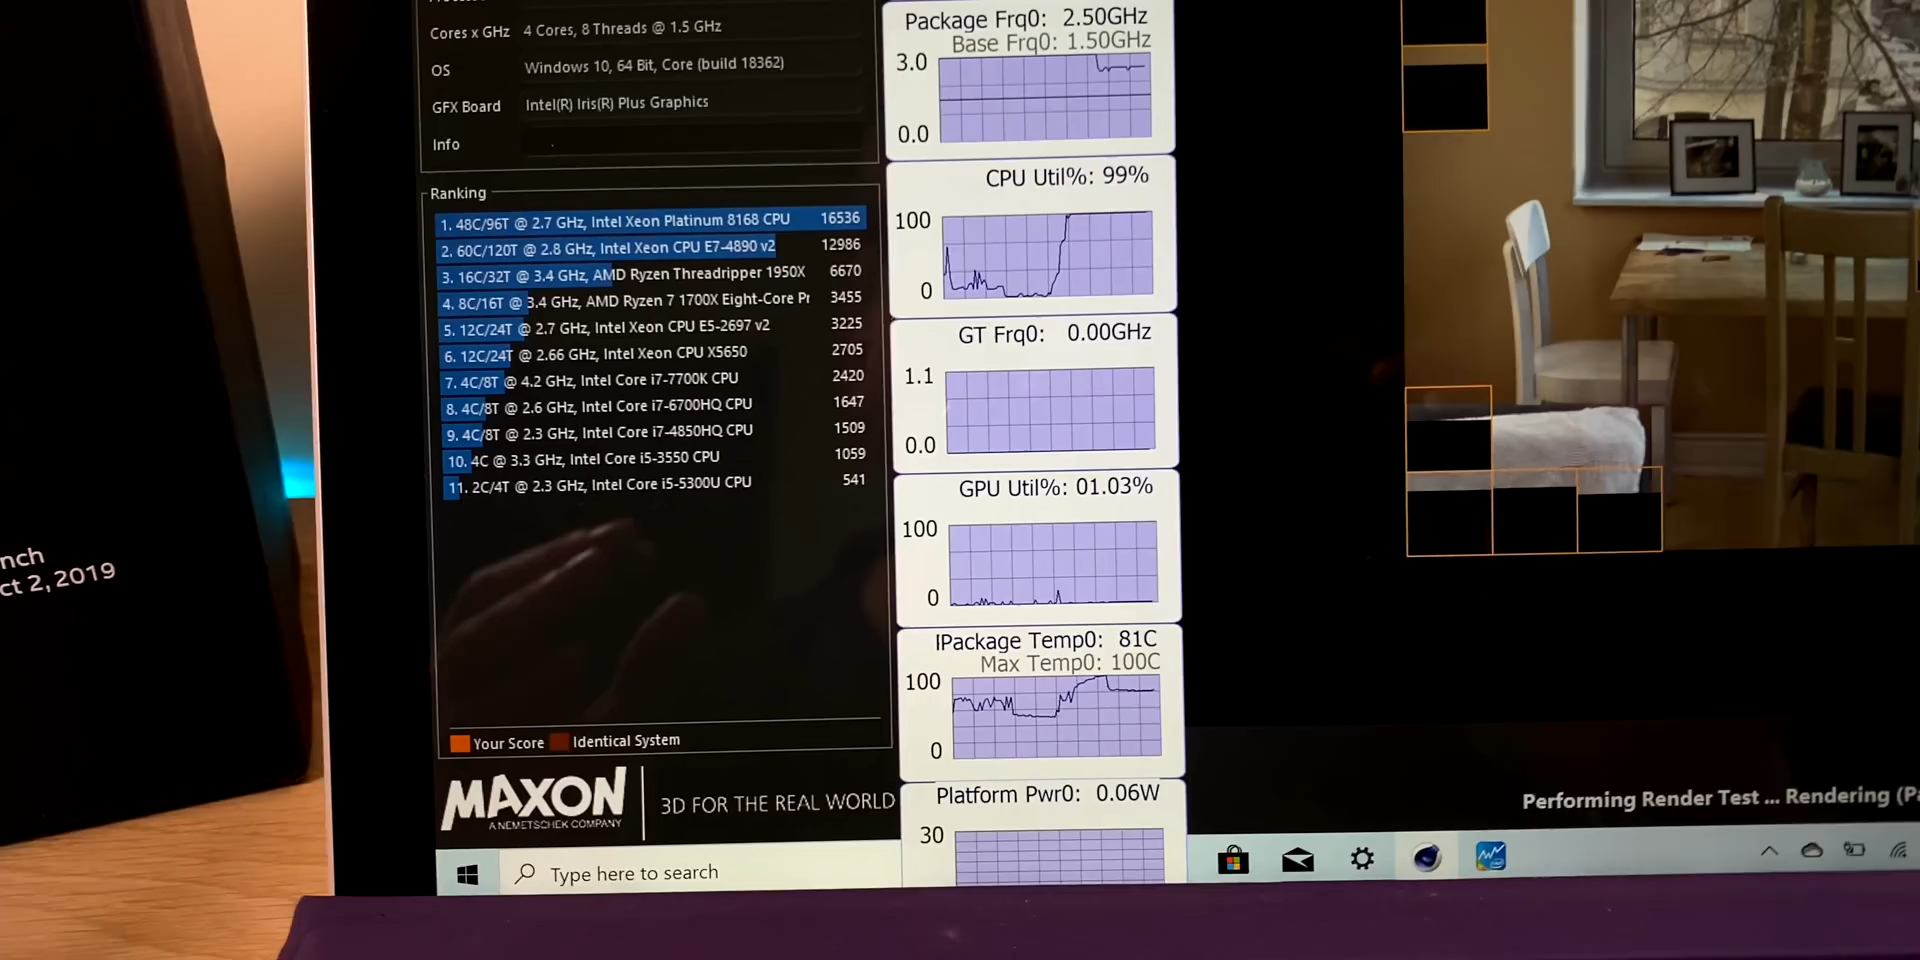 nch
ct 2, 2019
Cores x GHz 4 Cores, 8 Threads @ 1.5 GHz
OS Windows 10, 64 Bit, Core (build 18362)
GFX Board Intel(R) Iris(R) Plus Graphics
Info
Ranking
1. 48C/96T @ 2.7 GHz, Intel Xeon Platinum 8168 CPU 16536
2. 60C/120T @ 2.8 GHz, Intel Xeon CPU E7-4890 v2 12986
3. 16C/32T @ 3.4 GHz, AMD Ryzen Threadripper 1950X 6670
4. 8C/16T @ 3.4 GHz, AMD Ryzen 7 1700X Eight-Core Pr 3455
5. 12C/24T @ 2.7 GHz, Intel Xeon CPU E5-2697 v2 3225
6. 12C/24T @ 2.66 GHz, Intel Xeon CPU X5650 2705
7. 4C/8T @ 4.2 GHz, Intel Core i7-7700K CPU 2420
8. 4C/8T @ 2.6 GHz, Intel Core i7-6700HQ CPU 1647
9. 4C/8T @ 2.3 GHz, Intel Core i7-4850HQ CPU 1509
10. 4C @ 3.3 GHz, Intel Core i5-3550 CPU 1059
11. 2C/4T @ 2.3 GHz, Intel Core i5-5300U CPU 541
Your Score Identical System
MAXON
A NEMETSCHEK COMPANY
3D FOR THE REAL WORLD
Type here to search
Package Frq0: 2.50GHz
Base Frq0: 1.50GHz
3.0
0.0
CPU Util%: 99%
100
0
GT Frq0: 0.00GHz
1.1
0.0
GPU Util%: 01.03%
100
0
IPackage Temp0: 81C
Max Temp0: 100C
100
0
Platform Pwr0: 0.06W
30
Performing Render Test ... Rendering (Pa